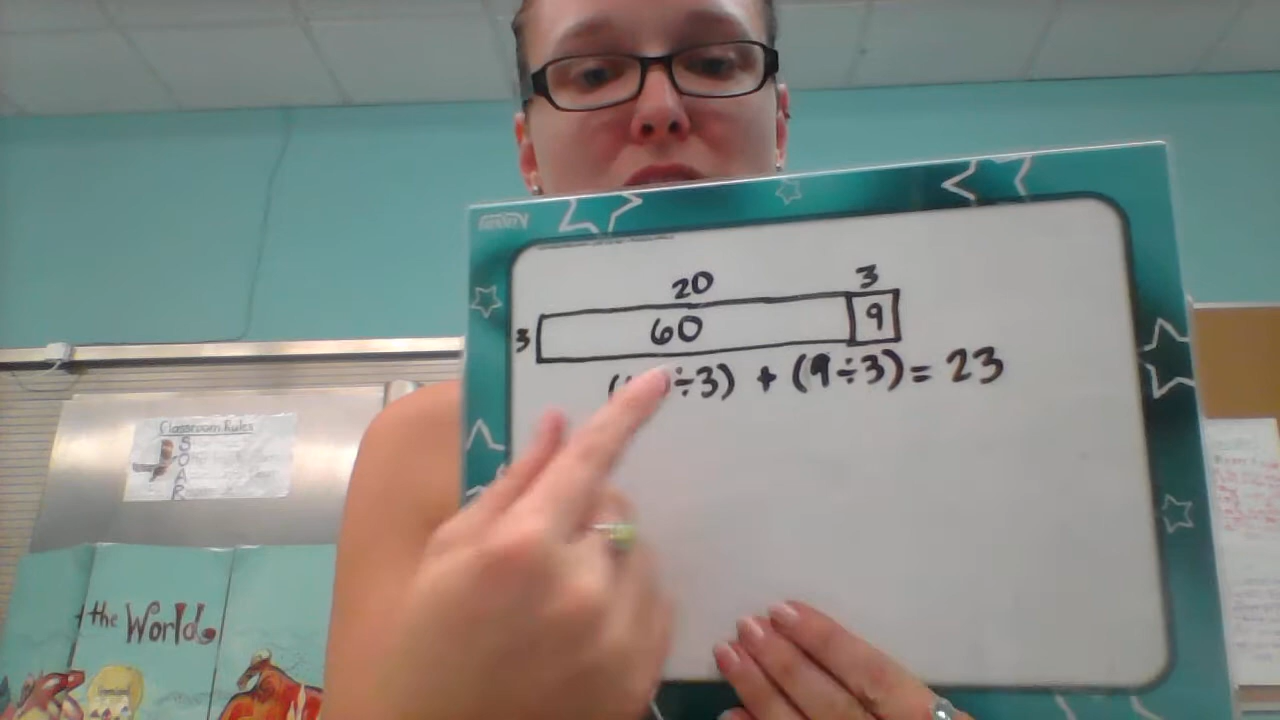 20 3
3 60 9
÷3) + (9÷3) = 23
Classroom Rules
S
O
A
R
the World.